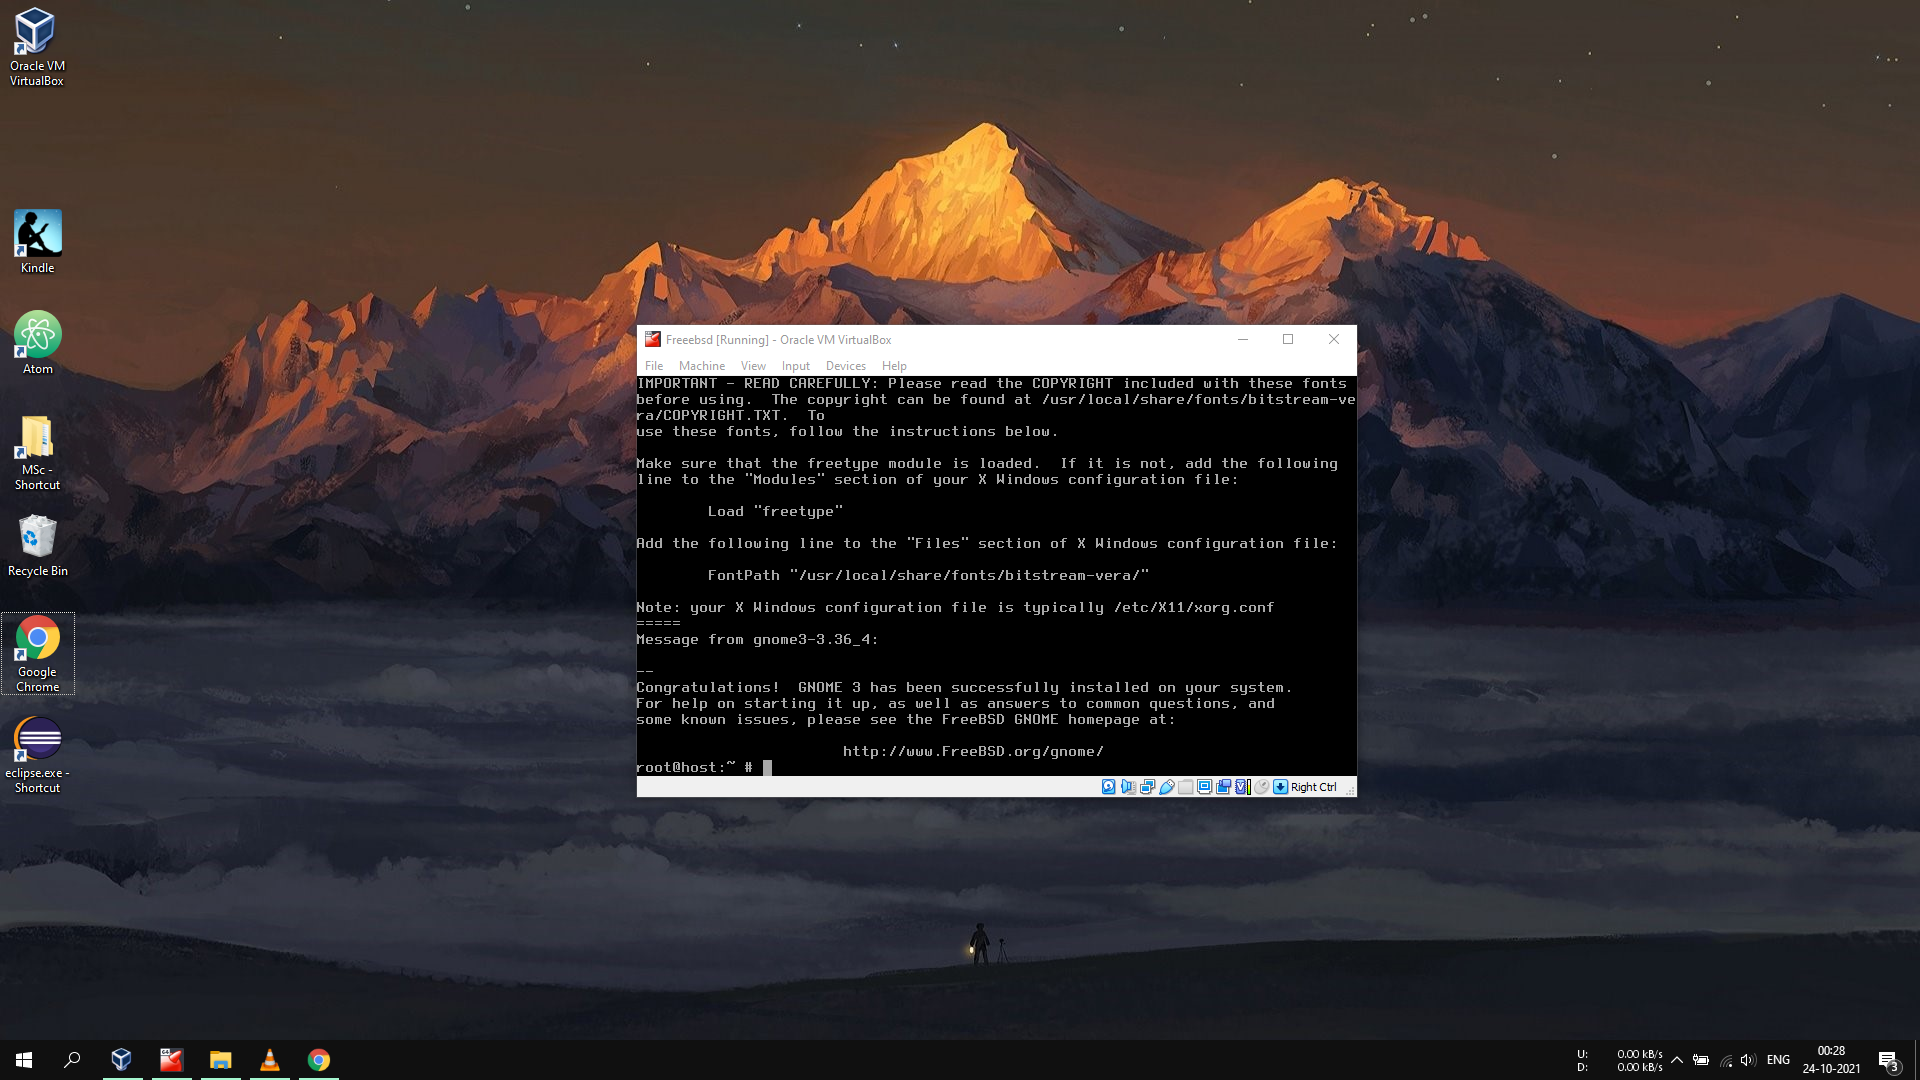 Oracle VM
VirtualBox
Kindle
Atom
MSc -
Shortcut
Recycle Bin
Google
Chrome
eclipse.exe -
Shortcut
Freeebsd [Running] - Oracle VM VirtualBox
File Machine View Input Devices Help
IMPORTANT - READ CAREFULLY: Please read the COPYRIGHT included with these fonts
before using.  The copyright can be found at /usr/local/share/fonts/bitstream-ve
ra/COPYRIGHT.TXT.  To
use these fonts, follow the instructions below.
Make sure that the freetype module is loaded.  If it is not, add the following
line to the "Modules" section of your X Windows configuration file:
Load "freetype"
Add the following line to the "Files" section of X Windows configuration file:
FontPath "/usr/local/share/fonts/bitstream-vera/"
Note: your X Windows configuration file is typically /etc/X11/xorg.conf
=====
Message from gnome3-3.36_4:
--
Congratulations!  GNOME 3 has been successfully installed on your system.
For help on starting it up, as well as answers to common questions, and
some known issues, please see the FreeBSD GNOME homepage at:
http://www.FreeBSD.org/gnome/
root@host:~ #
Right Ctrl
U: 0.00 kB/s
D: 0.00 kB/s
ENG
00:28
24-10-2021
3